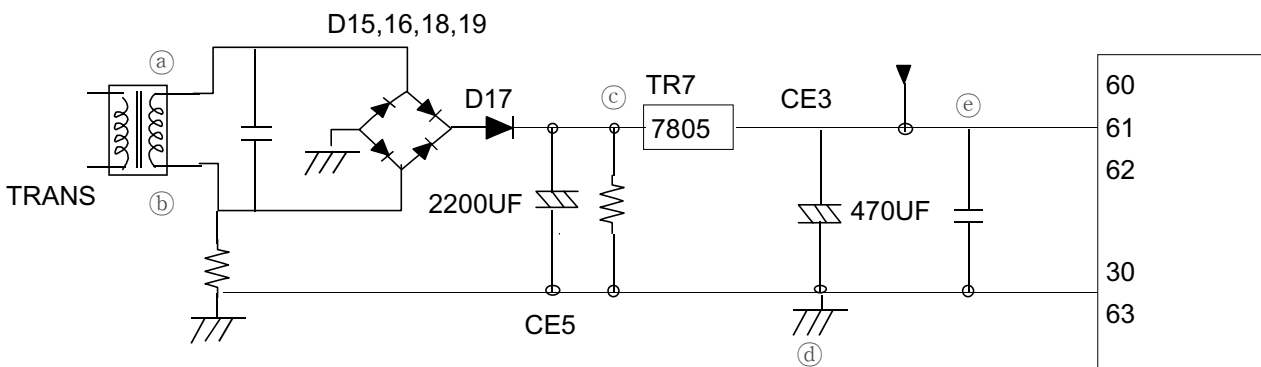 D15,16,18,19
ⓐ
D17
ⓒ
TR7
CE3
ⓔ
60
7805
61
62
TRANS
ⓑ
2200UF
470UF
30
CE5
63
ⓓ